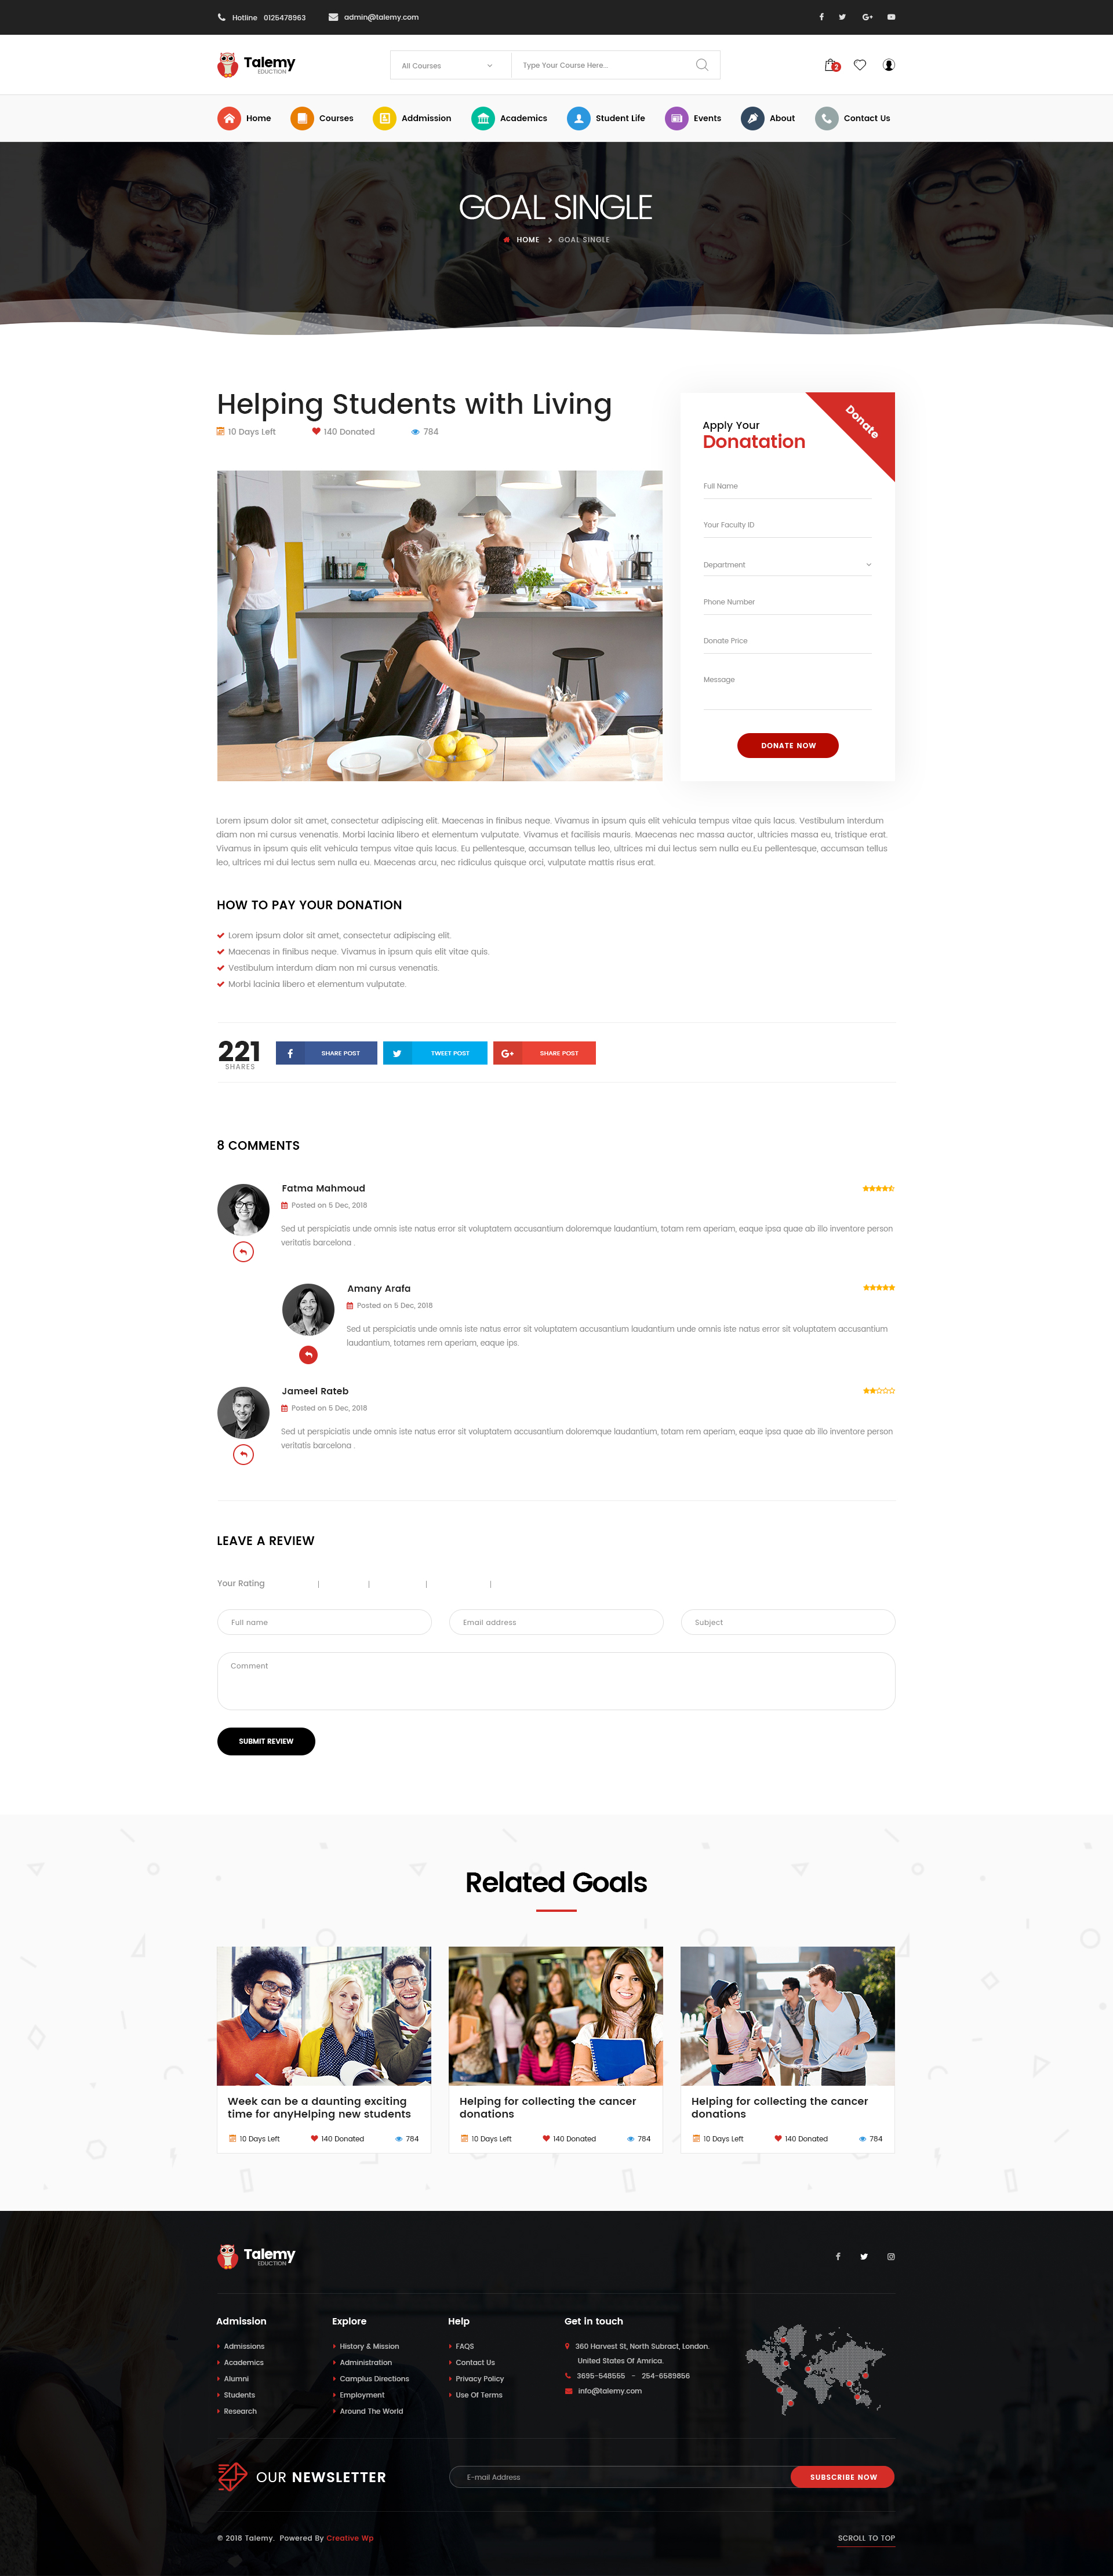 Hotline 0125478963
admin@talemy.com
Talemy
EDUCTION
All Courses
Type Your Course Here...
2
Home
Courses
Addmission
Academics
Student Life
Events
About
Contact Us
GOAL SINGLE
HOME
GOAL SINGLE
Helping Students with Living
10 Days Left
140 Donated
784
Apply Your
Donatation
Donate
Full Name
Your Faculty ID
Department
Phone Number
Donate Price
Message
DONATE NOW
Lorem ipsum dolor sit amet, consectetur adipiscing elit. Maecenas in finibus neque. Vivamus in ipsum quis elit vehicula tempus vitae quis lacus. Vestibulum interdum
diam non mi cursus venenatis. Morbi lacinia libero et elementum vulputate. Vivamus et facilisis mauris. Maecenas nec massa auctor, ultricies massa eu, tristique erat.
Vivamus in ipsum quis elit vehicula tempus vitae quis lacus. Eu pellentesque, accumsan tellus leo, ultrices mi dui lectus sem nulla eu.Eu pellentesque, accumsan tellus
leo, ultrices mi dui lectus sem nulla eu. Maecenas arcu, nec ridiculus quisque orci, vulputate mattis risus erat.
HOW TO PAY YOUR DONATION
Lorem ipsum dolor sit amet, consectetur adipiscing elit.
Maecenas in finibus neque. Vivamus in ipsum quis elit vitae quis.
Vestibulum interdum diam non mi cursus venenatis.
Morbi lacinia libero et elementum vulputate.
221
SHARES
SHARE POST
TWEET POST
G+ SHARE POST
8 COMMENTS
Fatma Mahmoud
Posted on 5 Dec, 2018
Sed ut perspiciatis unde omnis iste natus error sit voluptatem accusantium doloremque laudantium, totam rem aperiam, eaque ipsa quae ab illo inventore person
veritatis barcelona .
Amany Arafa
Posted on 5 Dec, 2018
Sed ut perspiciatis unde omnis iste natus error sit voluptatem accusantium laudantium unde omnis iste natus error sit voluptatem accusantium
laudantium, totames rem aperiam, eaque ips.
Jameel Rateb
Posted on 5 Dec, 2018
Sed ut perspiciatis unde omnis iste natus error sit voluptatem accusantium doloremque laudantium, totam rem aperiam, eaque ipsa quae ab illo inventore person
veritatis barcelona .
LEAVE A REVIEW
Your Rating
Full name
Email address
Subject
Comment
SUBMIT REVIEW
Related Goals
Week can be a daunting exciting
time for anyHelping new students
10 Days Left
140 Donated
784
Helping for collecting the cancer
donations
10 Days Left
140 Donated
784
Helping for collecting the cancer
donations
10 Days Left
140 Donated
784
Talemy
EDUCTION
Admission
Admissions
Academics
Alumni
Students
Research
Explore
History & Mission
Administration
Camplus Directions
Employment
Around The World
Help
FAQS
Contact Us
Privacy Policy
Use Of Terms
Get in touch
360 Harvest St, North Subract, London.
United States Of Amrica.
3695-548555 - 254-6589856
info@talemy.com
OUR NEWSLETTER
E-mail Address
SUBSCRIBE NOW
© 2018 Talemy. Powered By Creative Wp
SCROLL TO TOP